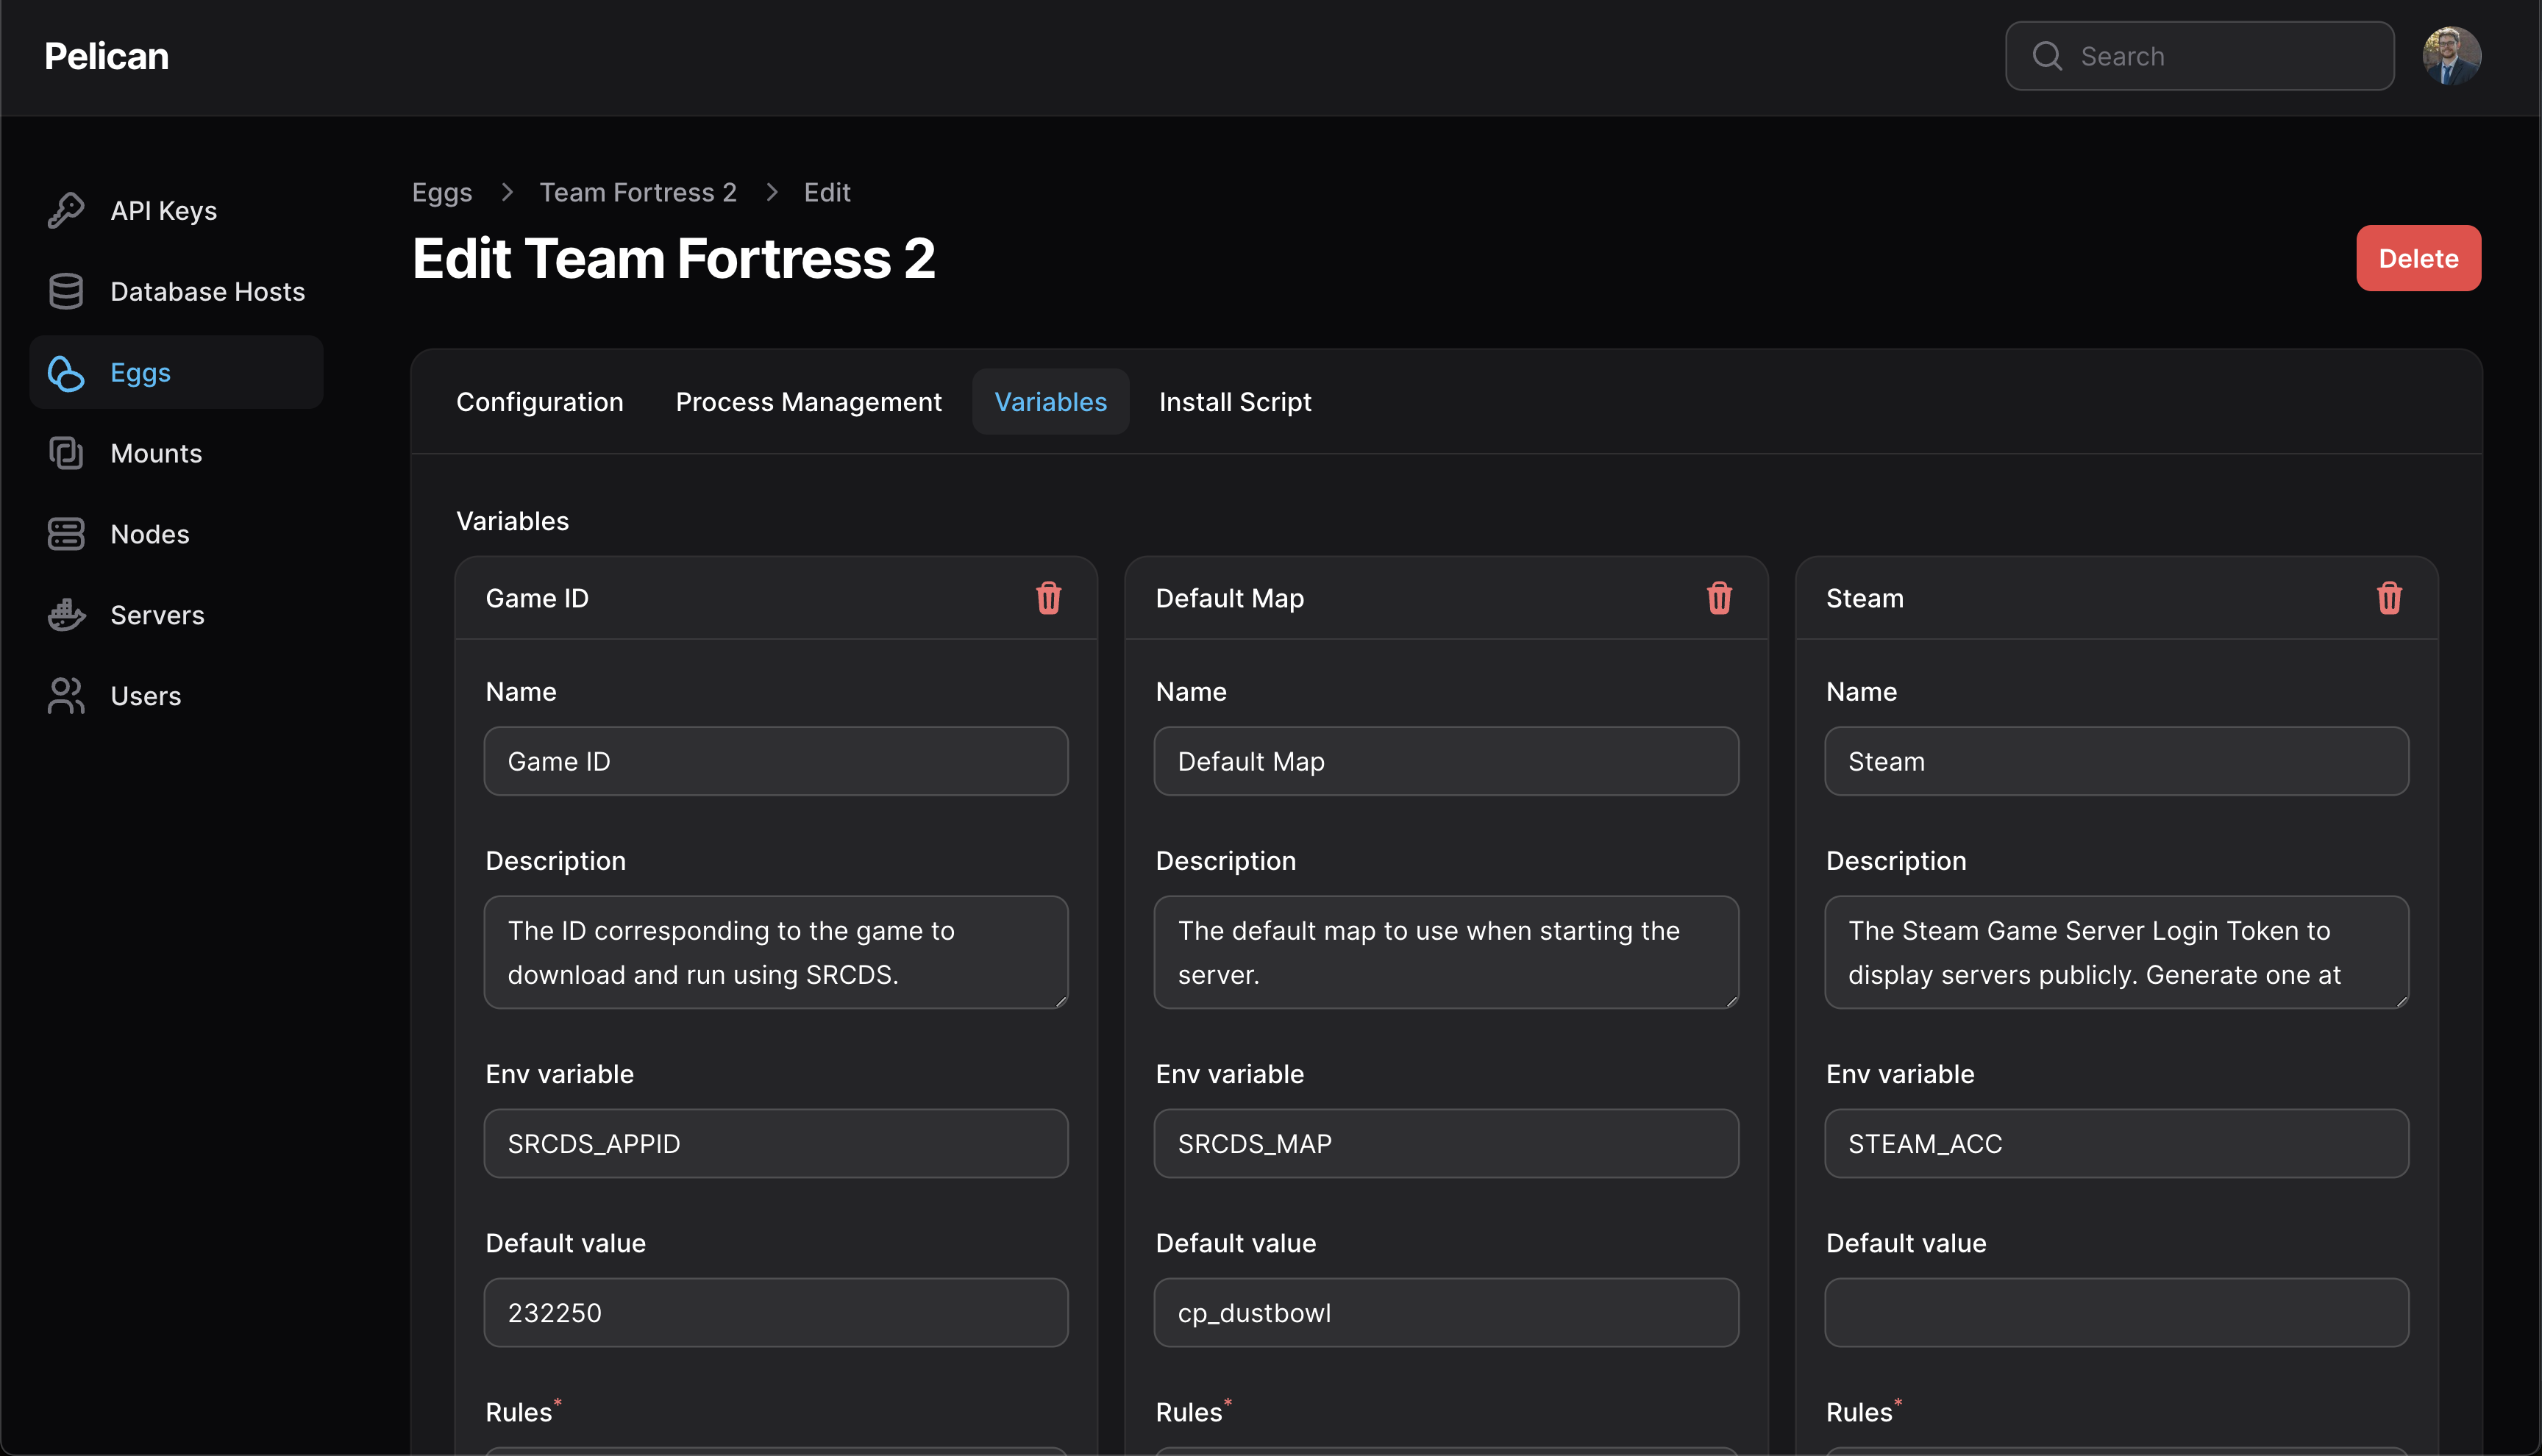 Pelican
Search
API Keys
Database Hosts
Eggs
Mounts
Nodes
Servers
Users
Eggs > Team Fortress 2 > Edit
Edit Team Fortress 2
Delete
Configuration Process Management Variables Install Script
Variables
Game ID
Name
Game ID
Description
The ID corresponding to the game to
download and run using SRCDS.
Env variable
SRCDS_APPID
Default value
232250
Rules*
Default Map
Name
Default Map
Description
The default map to use when starting the
server.
Env variable
SRCDS_MAP
Default value
cp_dustbowl
Rules*
Steam
Name
Steam
Description
The Steam Game Server Login Token to
display servers publicly. Generate one at
Env variable
STEAM_ACC
Default value
Rules*